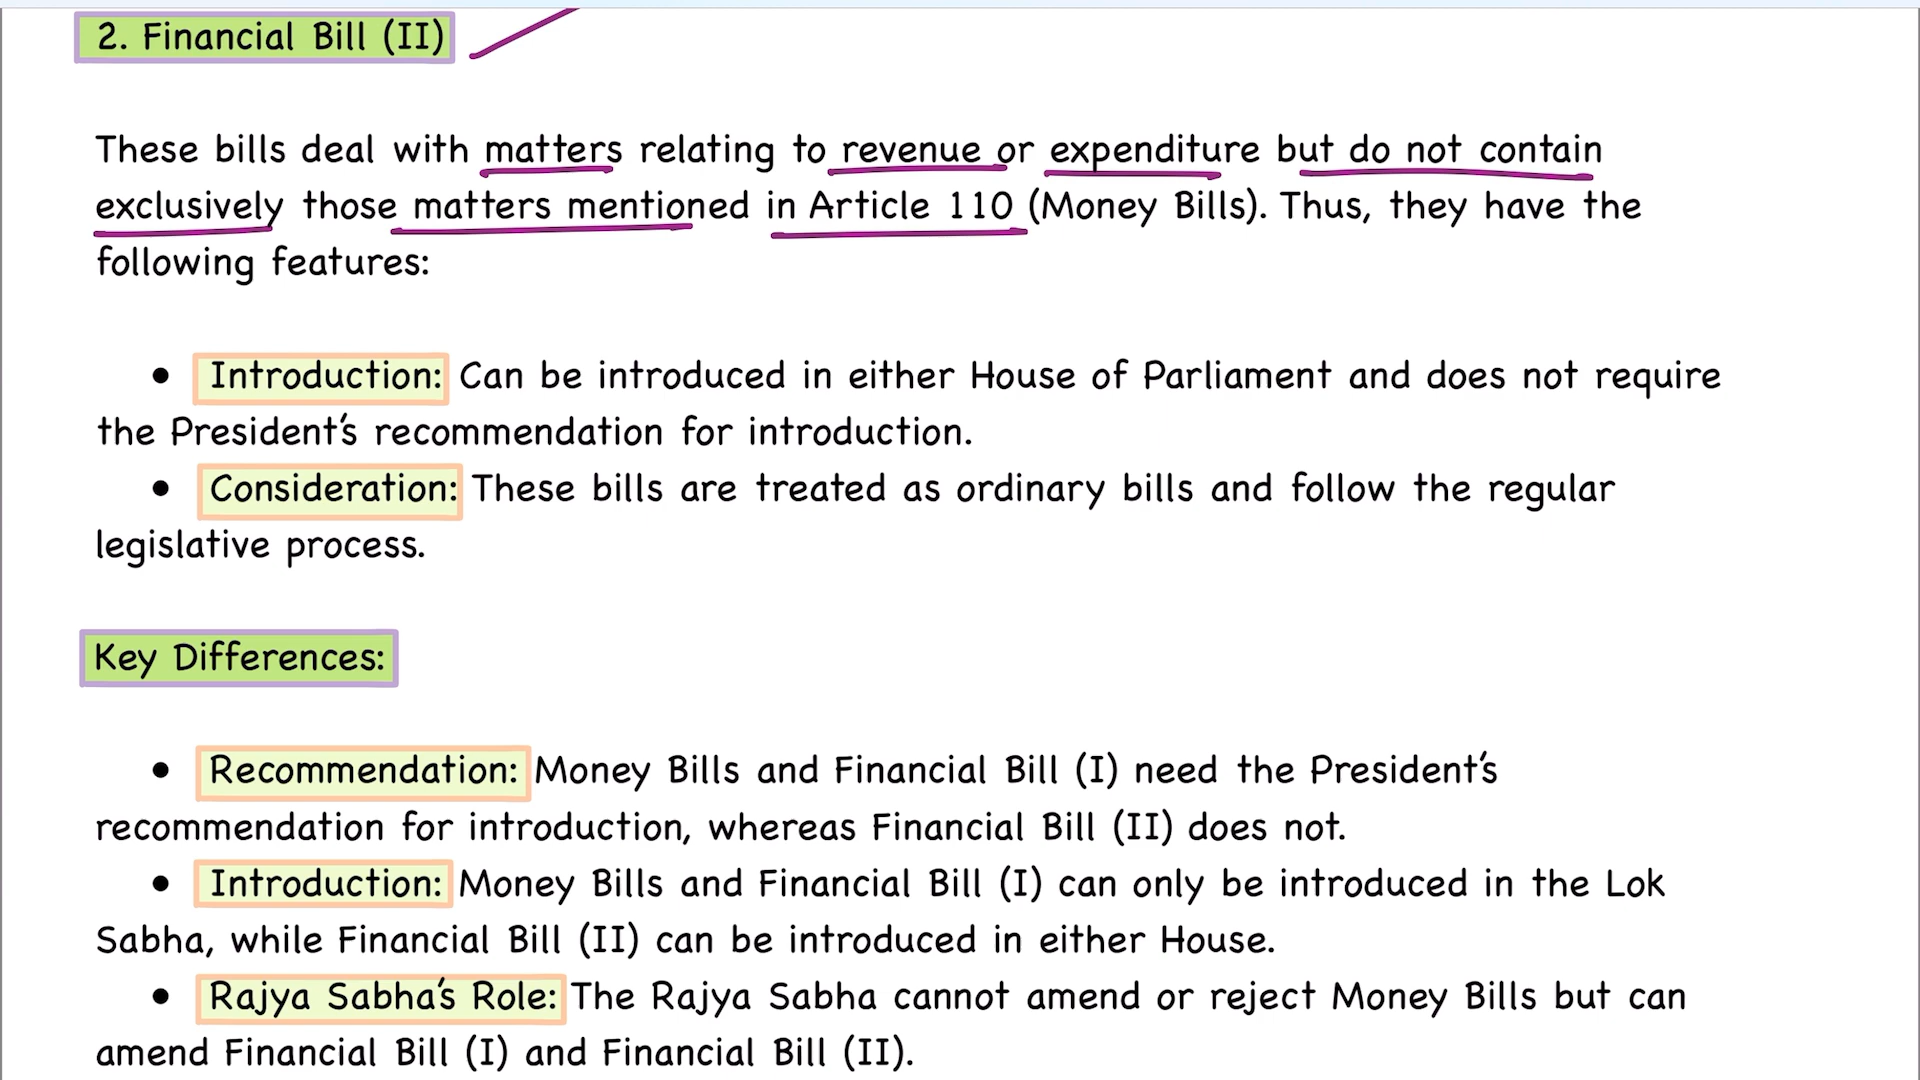 2. Financial Bill (II)
These bills deal with matters relating to revenue or expenditure but do not contain
exclusively those matters mentioned in Article 110 (Money Bills). Thus, they have the
following features:
• Introduction: Can be introduced in either House of Parliament and does not require
the President's recommendation for introduction.
• Consideration: These bills are treated as ordinary bills and follow the regular
legislative process.
Key Differences:
• Recommendation: Money Bills and Financial Bill (I) need the President's
recommendation for introduction, whereas Financial Bill (II) does not.
• Introduction: Money Bills and Financial Bill (I) can only be introduced in the Lok
Sabha, while Financial Bill (II) can be introduced in either House.
• Rajya Sabha's Role: The Rajya Sabha cannot amend or reject Money Bills but can
amend Financial Bill (I) and Financial Bill (II).